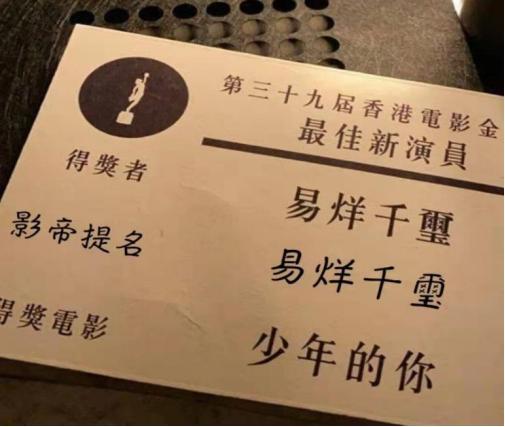 第三十九屆香港電影金
最佳新演員
得獎者
易烊千璽
影帝提名
易烊千璽
得獎電影
少年的你